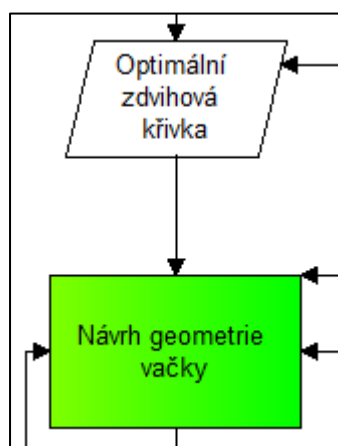 Optimální
zdvihová
křivka
Návrh geometrie
vačky